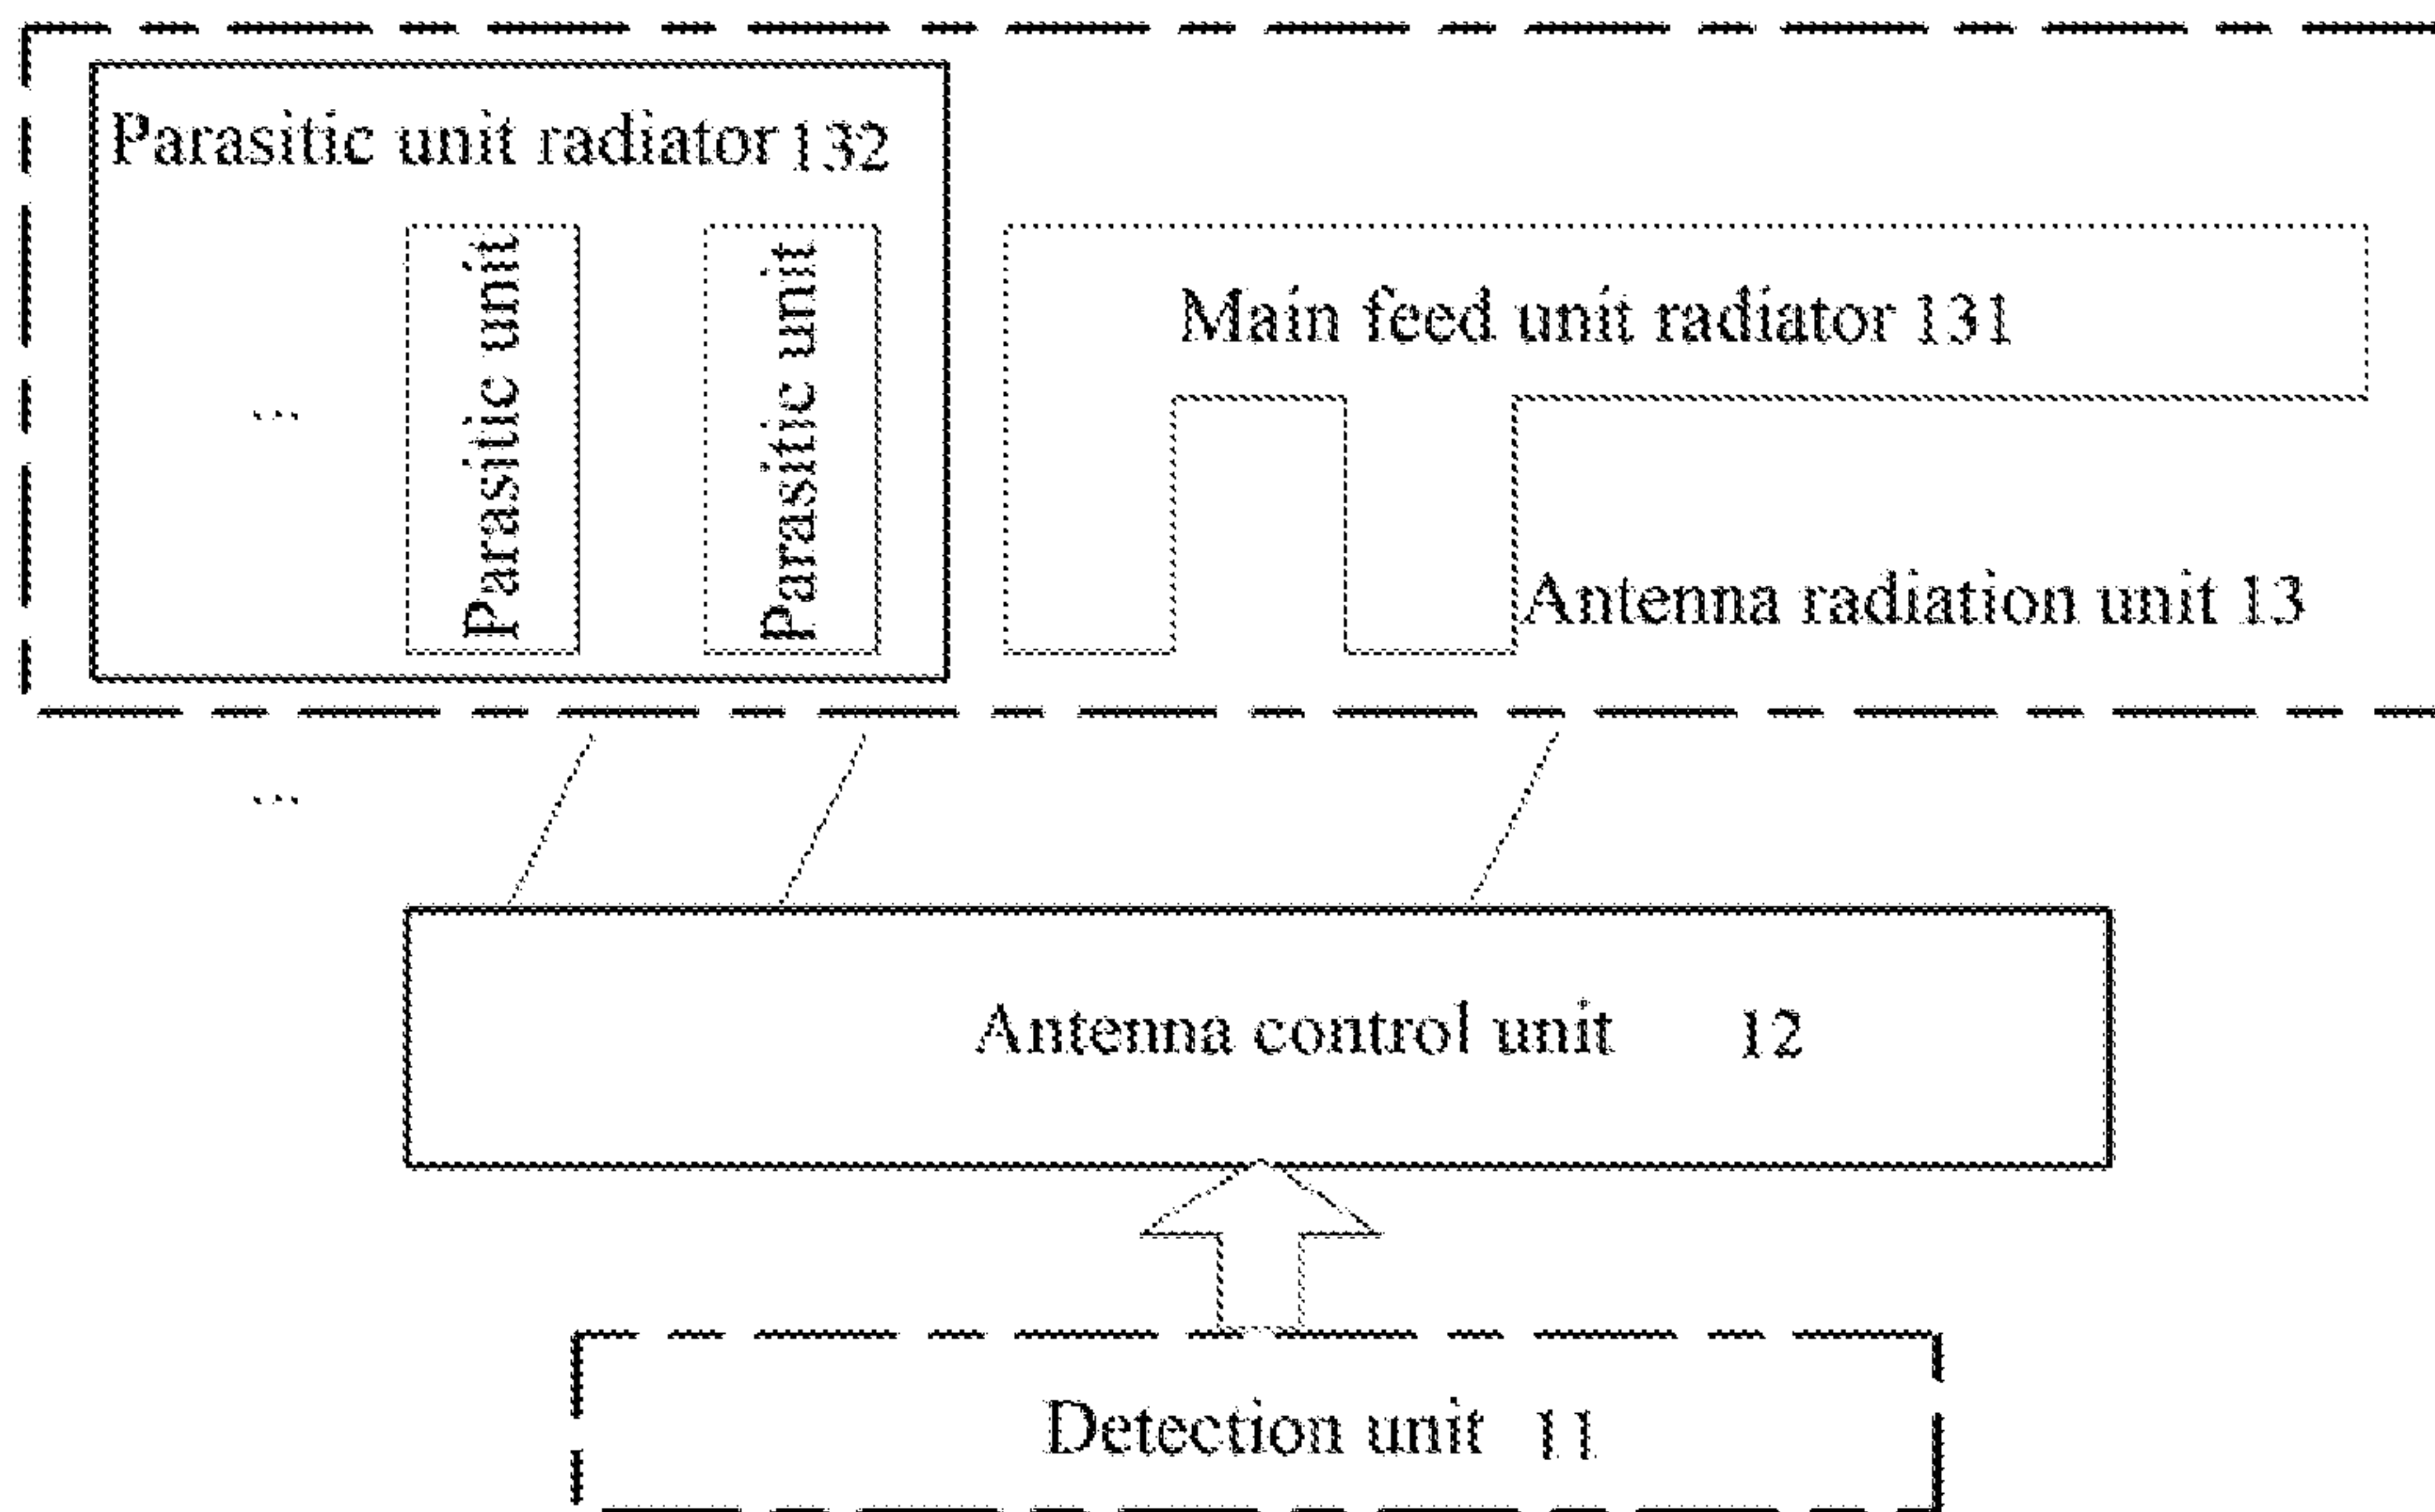 Parasitic unit radiator 132
Parasitic unit
Parasitic unit
Main feed unit radiator 131
Antenna radiation unit 13
...
...
Antenna control unit 12
Detection unit 11